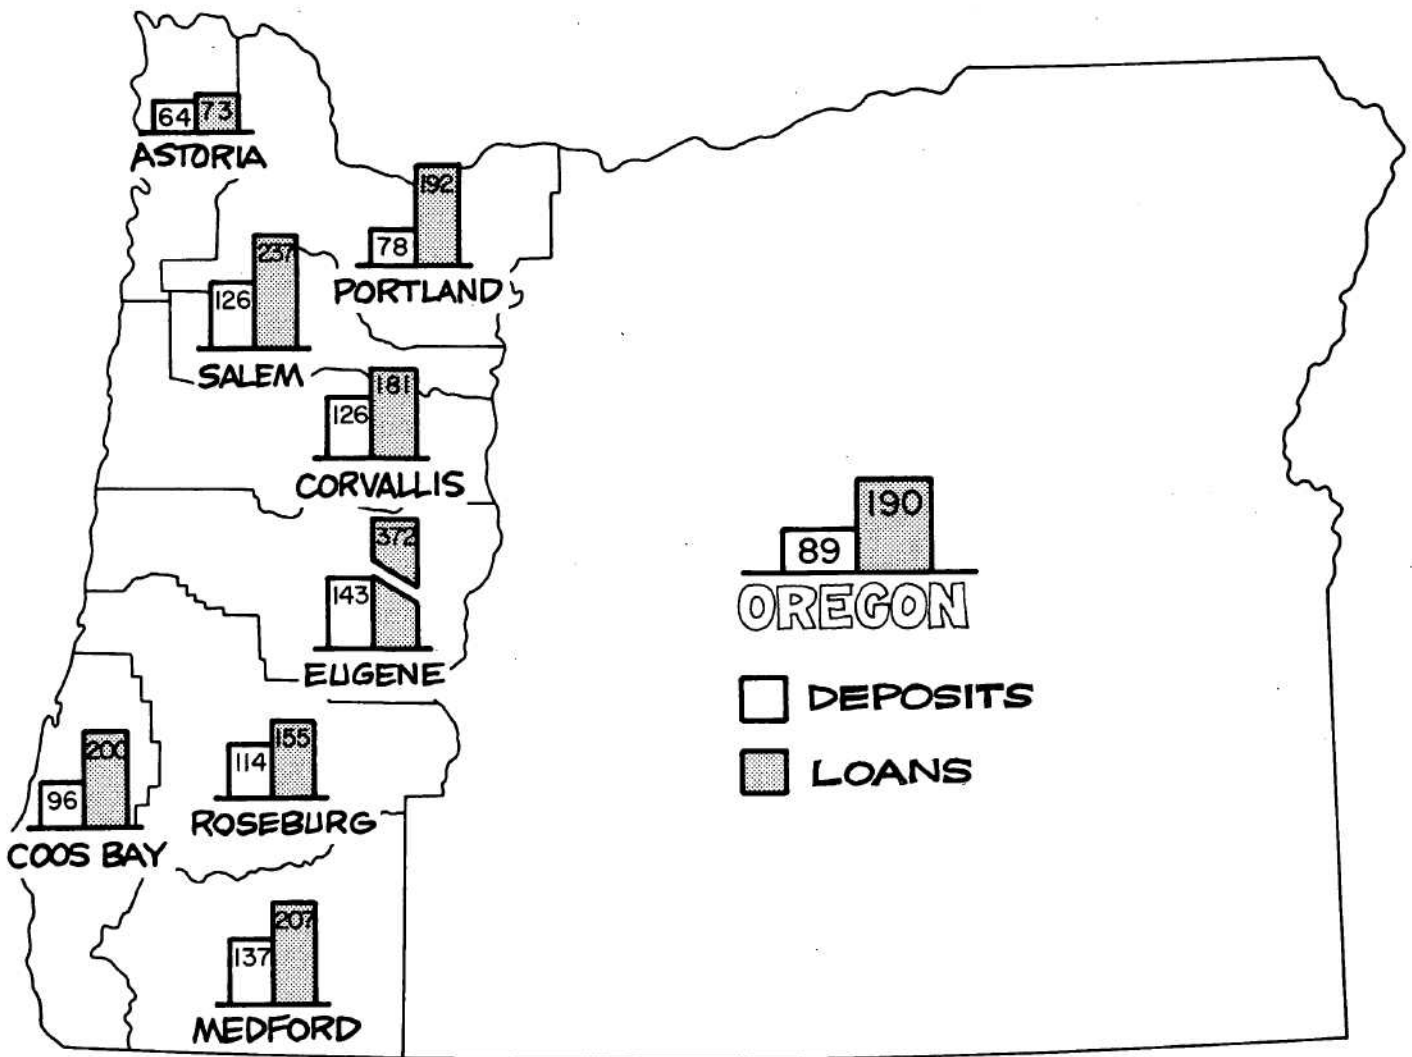 64 73
ASTORIA
78 192
PORTLAND
126 237
SALEM
126 181
CORVALLIS
143 372
EUGENE
89 190
OREGON
DEPOSITS
LOANS
96 200
COOS BAY
114 155
ROSEBURG
137 207
MEDFORD